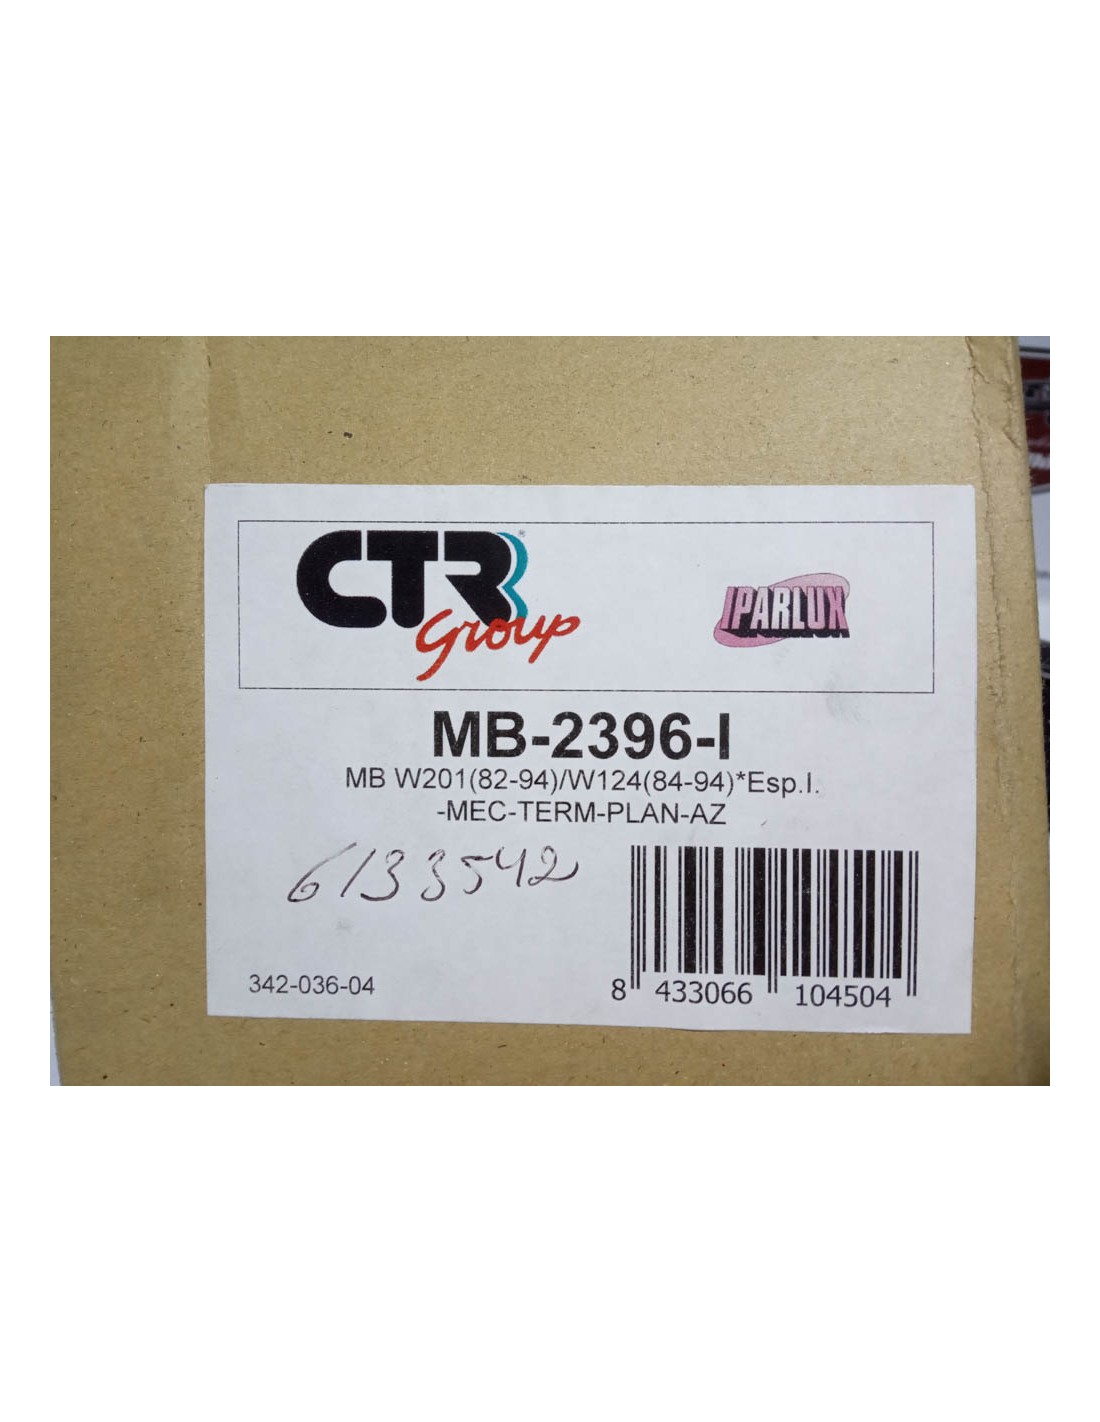 CTR®
Group
IPARLUX
MB-2396-I
MB W201(82-94)/W124(84-94)*Esp.I.
-MEC-TERM-PLAN-AZ
6133542
342-036-04
8 433066 104504